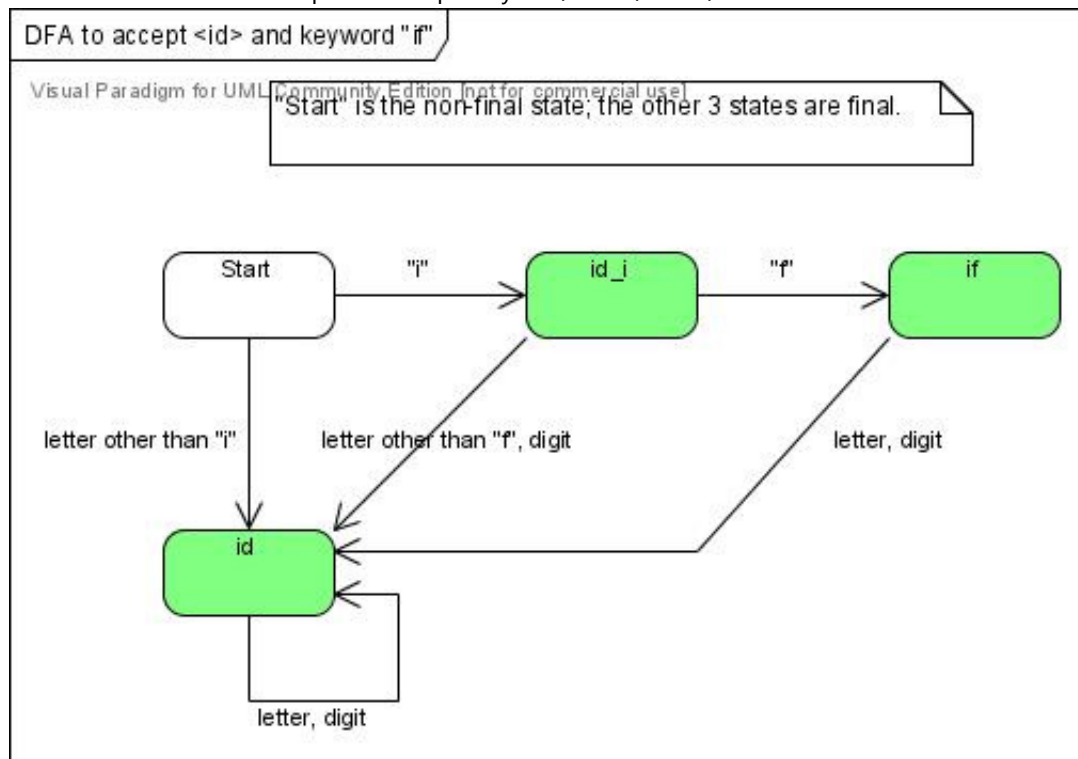 DFA to accept <id> and keyword "if"
Visual Paradigm for UML Community Edition [not for commercial use]
"Start" is the non-final state; the other 3 states are final.
Start
"i"
id_i
"f"
if
letter other than "i"
letter other than "f", digit
letter, digit
id
letter, digit